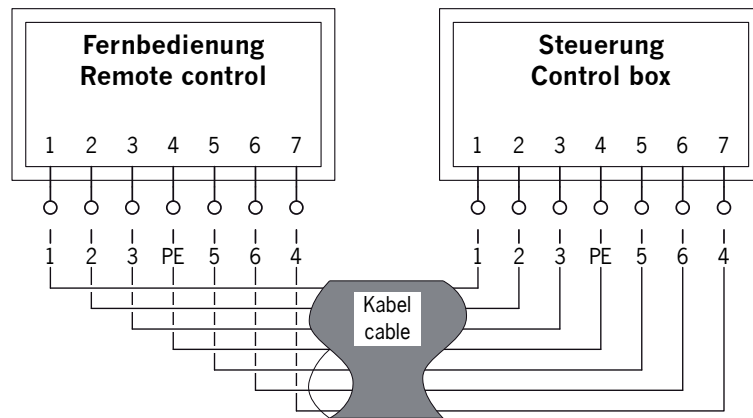 Fernbedienung
Remote control
1 2 3 4 5 6 7
1 2 3 PE 5 6 4
Steuerung
Control box
1 2 3 4 5 6 7
1 2 3 PE 5 6 4
Kabel
cable